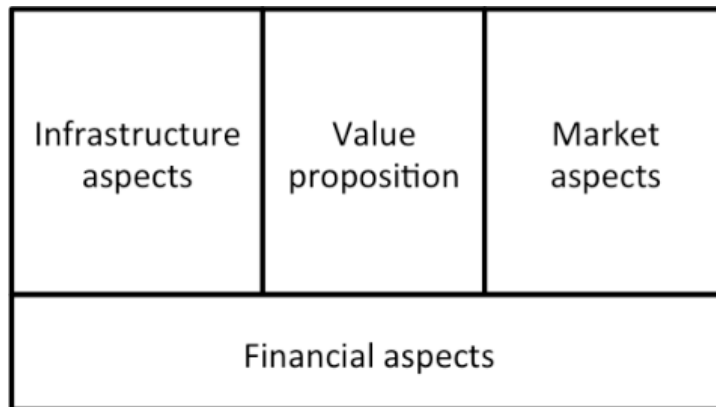 Infrastructure
aspects
Value
proposition
Market
aspects
Financial aspects